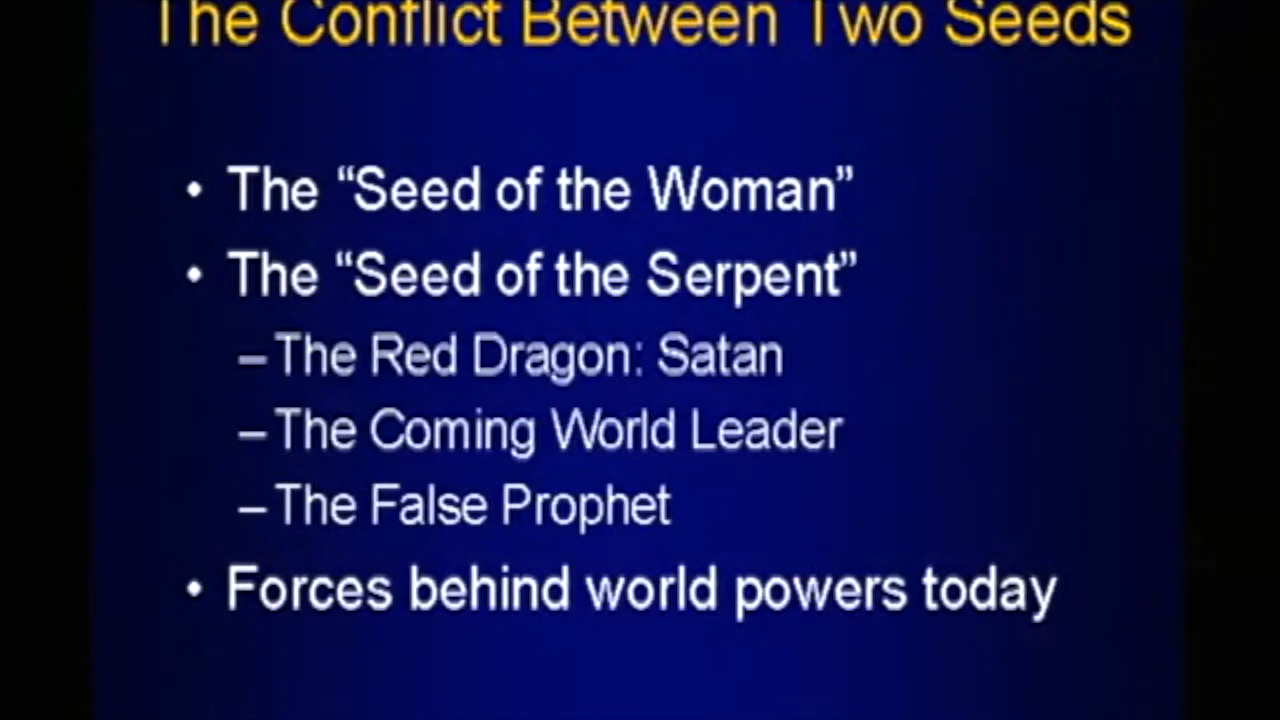 The Conflict Between Two Seeds
• The “Seed of the Woman”
• The “Seed of the Serpent”
– The Red Dragon: Satan
– The Coming World Leader
– The False Prophet
• Forces behind world powers today